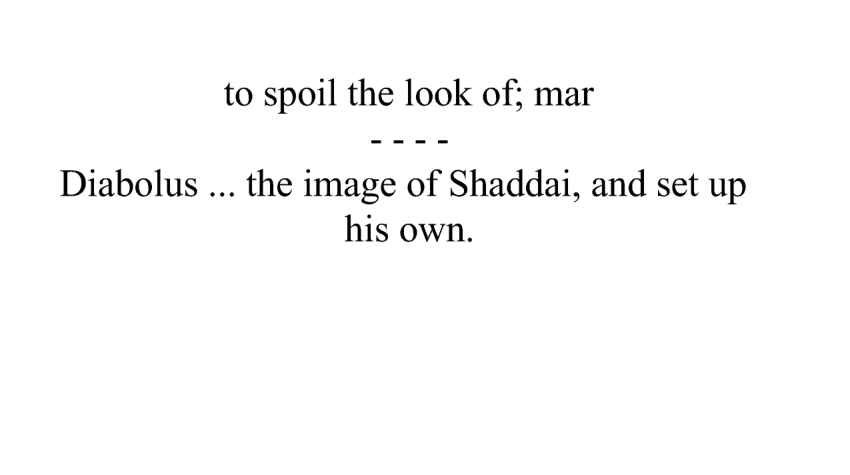 to spoil the look of; mar
- - - -
Diabolus ... the image of Shaddai, and set up
his own.